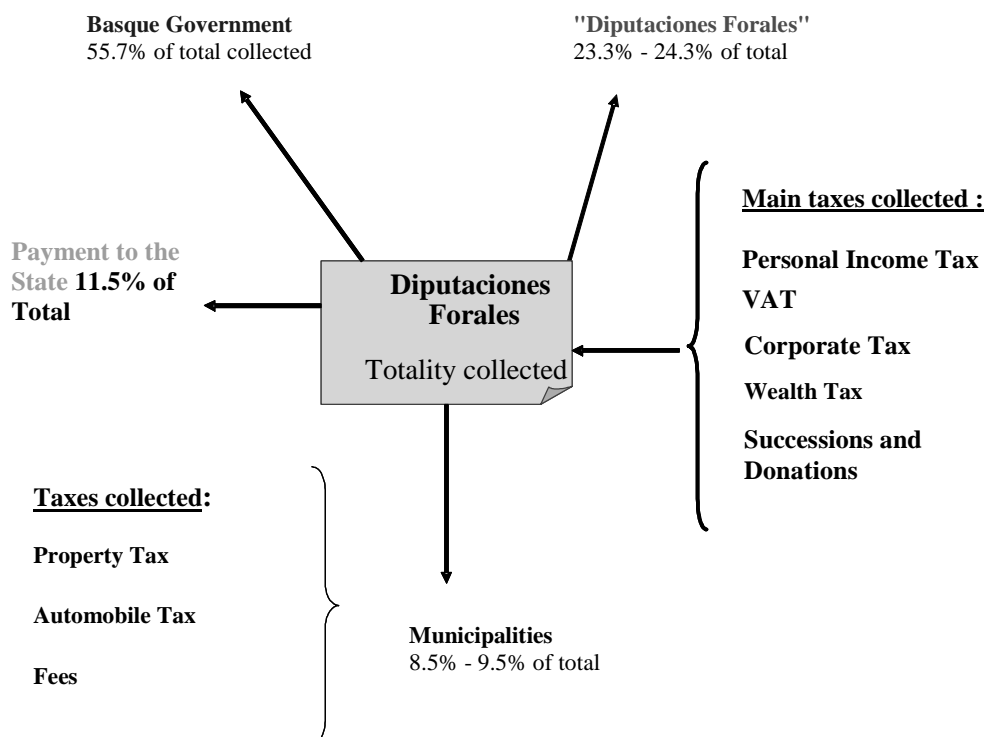 Basque Government
55.7% of total collected
"Diputaciones Forales"
23.3% - 24.3% of total
Payment to the
State 11.5% of
Total
Diputaciones
Forales
Totality collected
Main taxes collected :
Personal Income Tax
VAT
Corporate Tax
Wealth Tax
Successions and
Donations
Taxes collected:
Property Tax
Automobile Tax
Fees
Municipalities
8.5% - 9.5% of total